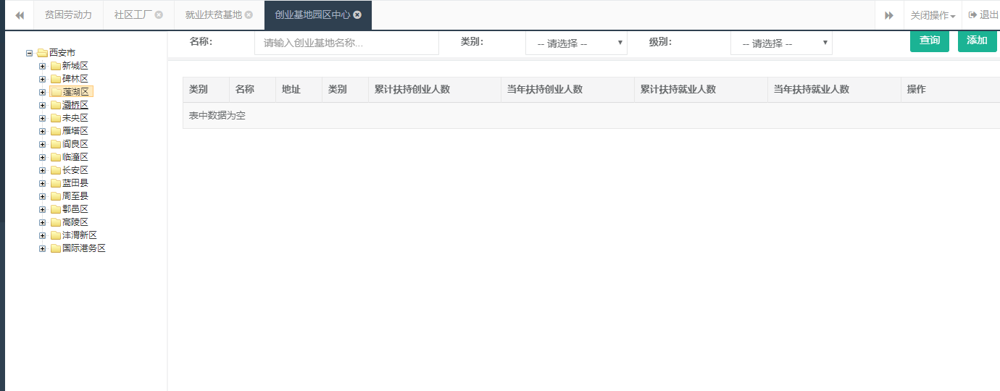 贫困劳动力 社区工厂 就业扶贫基地 创业基地园区中心 关闭操作 退出
名称: 请输入创业基地名称... 类别: -- 请选择 -- 级别: -- 请选择 -- 查询 添加
西安市
新城区
碑林区
莲湖区
灞桥区
未央区
雁塔区
阎良区
临潼区
长安区
蓝田县
周至县
鄠邑区
高陵区
沣渭新区
国际港务区
类别 名称 地址 类别 累计扶持创业人数 当年扶持创业人数 累计扶持就业人数 当年扶持就业人数 操作
表中数据为空